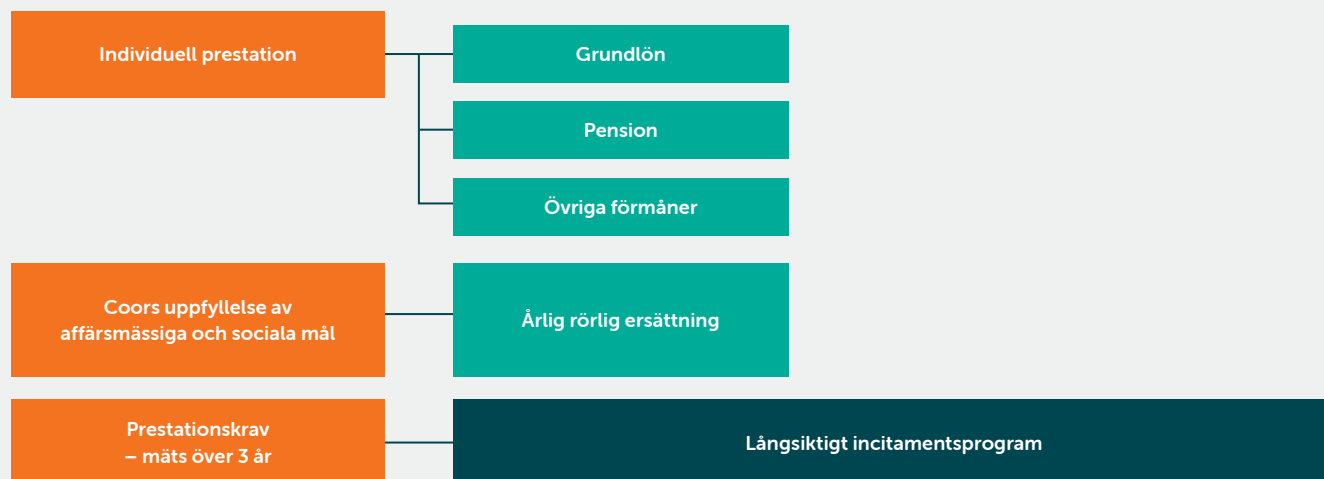 Individuell prestation
Grundlön
Pension
Övriga förmåner
Coors uppfyllelse av
affärsmässiga och sociala mål
Årlig rörlig ersättning
Prestationskrav
– mäts över 3 år
Långsiktigt incitamentsprogram